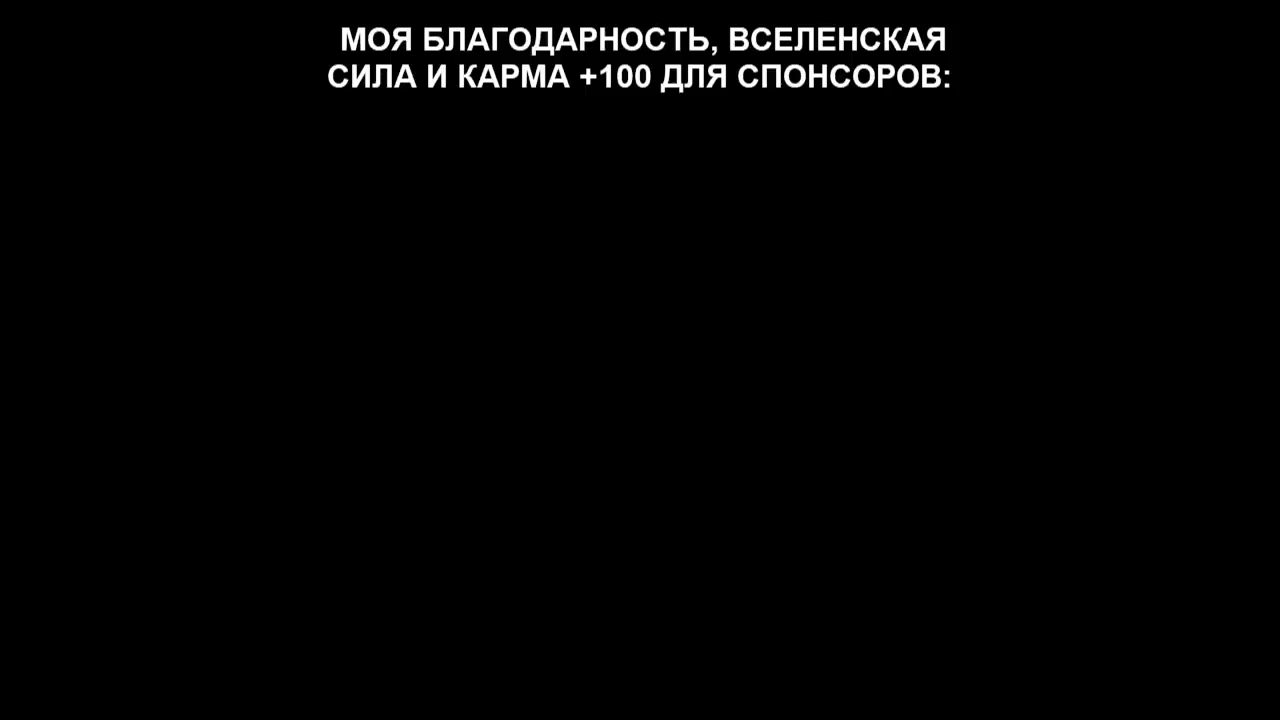 МОЯ БЛАГОДАРНОСТЬ, ВСЕЛЕНСКАЯ
СИЛА И КАРМА +100 ДЛЯ СПОНСОРОВ: